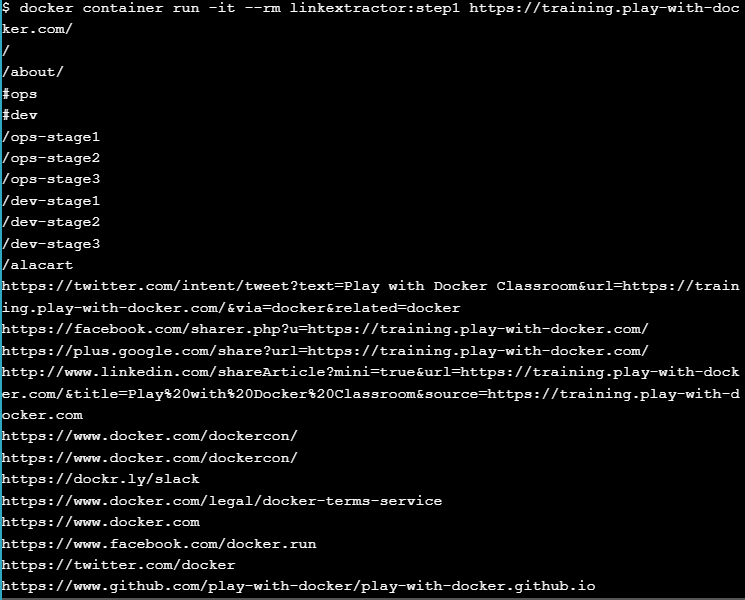 $ docker container run -it --rm linkextractor:step1 https://training.play-with-doc
ker.com/
/
/about/
#ops
#dev
/ops-stage1
/ops-stage2
/ops-stage3
/dev-stage1
/dev-stage2
/dev-stage3
/alacart
https://twitter.com/intent/tweet?text=Play with Docker Classroom&url=https://train
ing.play-with-docker.com/&via=docker&related=docker
https://facebook.com/sharer.php?u=https://training.play-with-docker.com/
https://plus.google.com/share?url=https://training.play-with-docker.com/
http://www.linkedin.com/shareArticle?mini=true&url=https://training.play-with-dock
er.com/&title=Play%20with%20Docker%20Classroom&source=https://training.play-with-d
ocker.com
https://www.docker.com/dockercon/
https://www.docker.com/dockercon/
https://dockr.ly/slack
https://www.docker.com/legal/docker-terms-service
https://www.docker.com
https://www.facebook.com/docker.run
https://twitter.com/docker
https://www.github.com/play-with-docker/play-with-docker.github.io